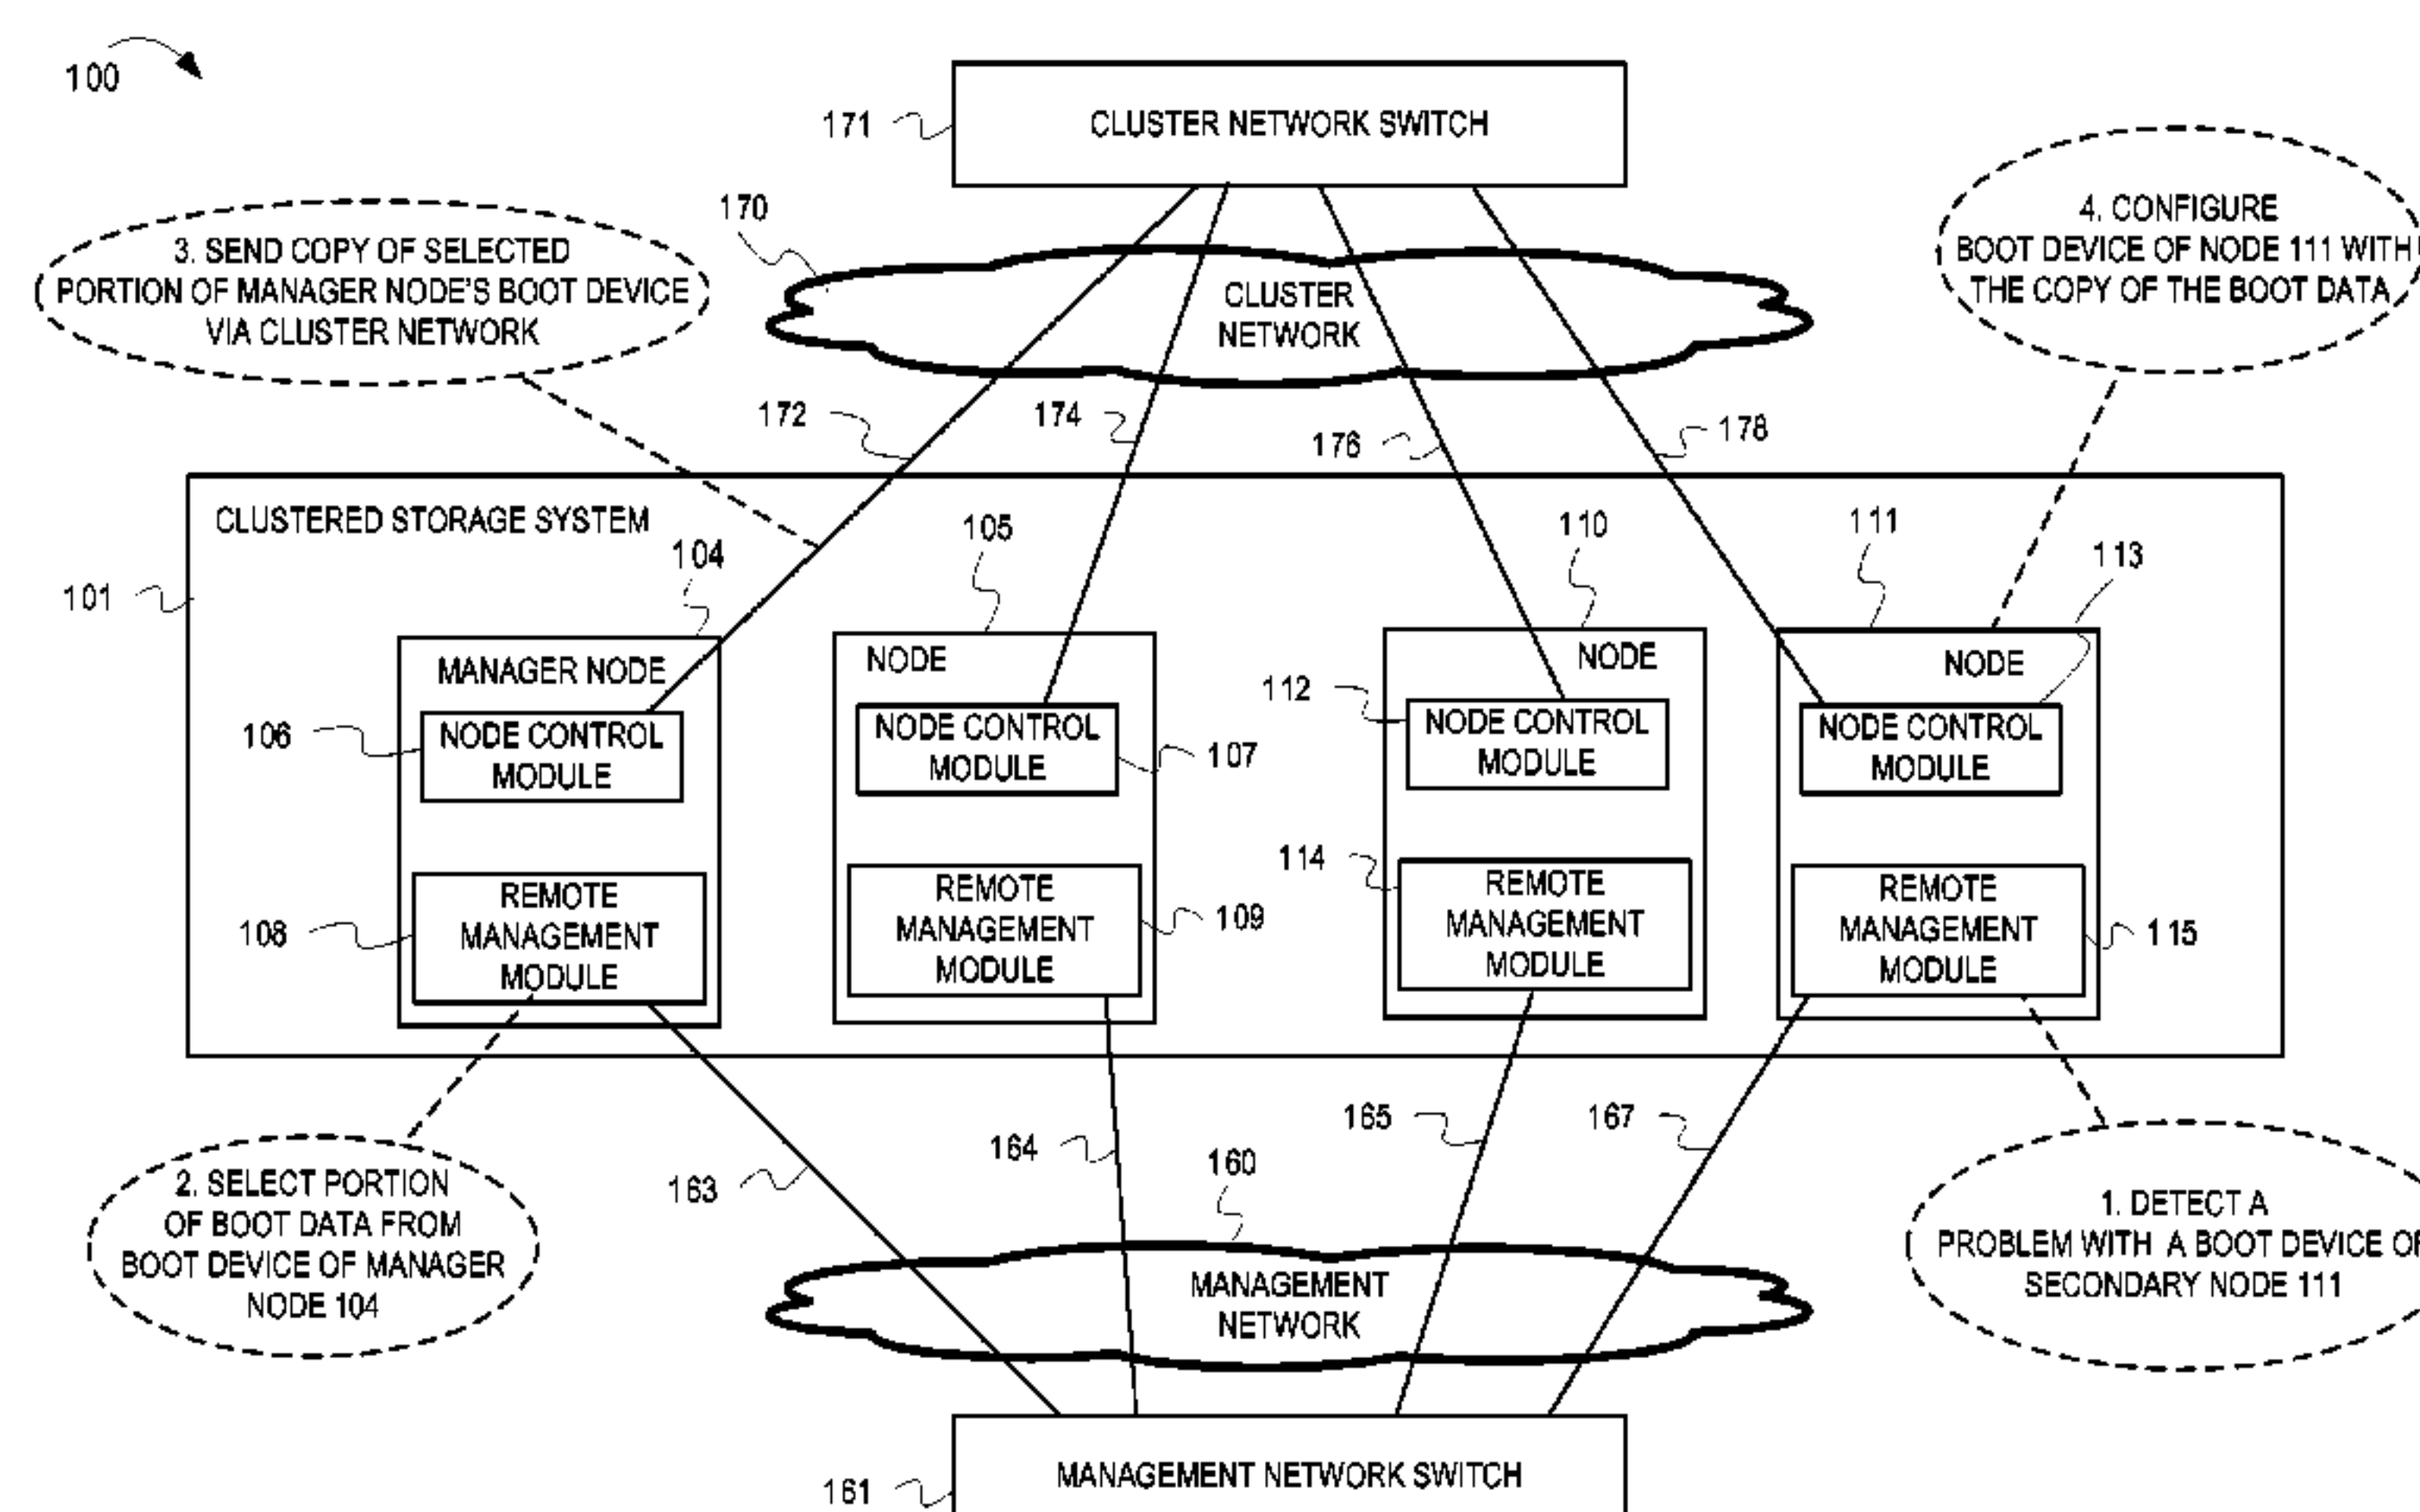 100
171
CLUSTER NETWORK SWITCH
170
3. SEND COPY OF SELECTED
PORTION OF MANAGER NODE'S BOOT DEVICE
VIA CLUSTER NETWORK
CLUSTER
NETWORK
4. CONFIGURE
BOOT DEVICE OF NODE 111 WITH
THE COPY OF THE BOOT DATA
172
174
176
178
CLUSTERED STORAGE SYSTEM
101
104
105
110
111
113
MANAGER NODE
NODE
NODE
NODE
106
NODE CONTROL
MODULE
NODE CONTROL
MODULE
107
112
NODE CONTROL
MODULE
NODE CONTROL
MODULE
108
REMOTE
MANAGEMENT
MODULE
REMOTE
MANAGEMENT
MODULE
109
114
REMOTE
MANAGEMENT
MODULE
REMOTE
MANAGEMENT
MODULE
115
163
164
165
167
160
2. SELECT PORTION
OF BOOT DATA FROM
BOOT DEVICE OF MANAGER
NODE 104
MANAGEMENT
NETWORK
1. DETECT A
PROBLEM WITH A BOOT DEVICE OF
SECONDARY NODE 111
161
MANAGEMENT NETWORK SWITCH